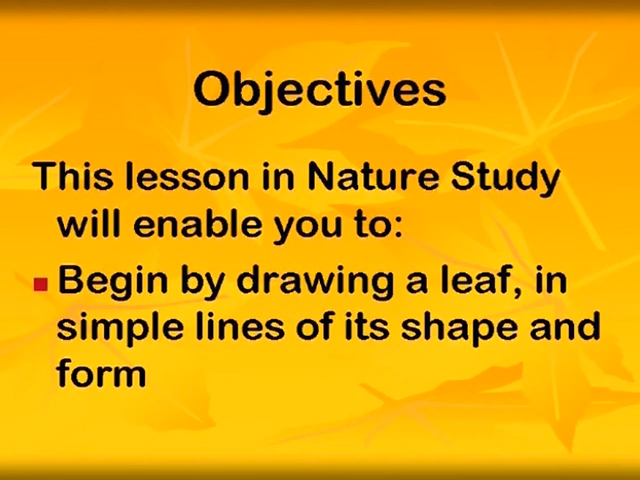 Objectives
This lesson in Nature Study
will enable you to:
Begin by drawing a leaf, in
simple lines of its shape and
form